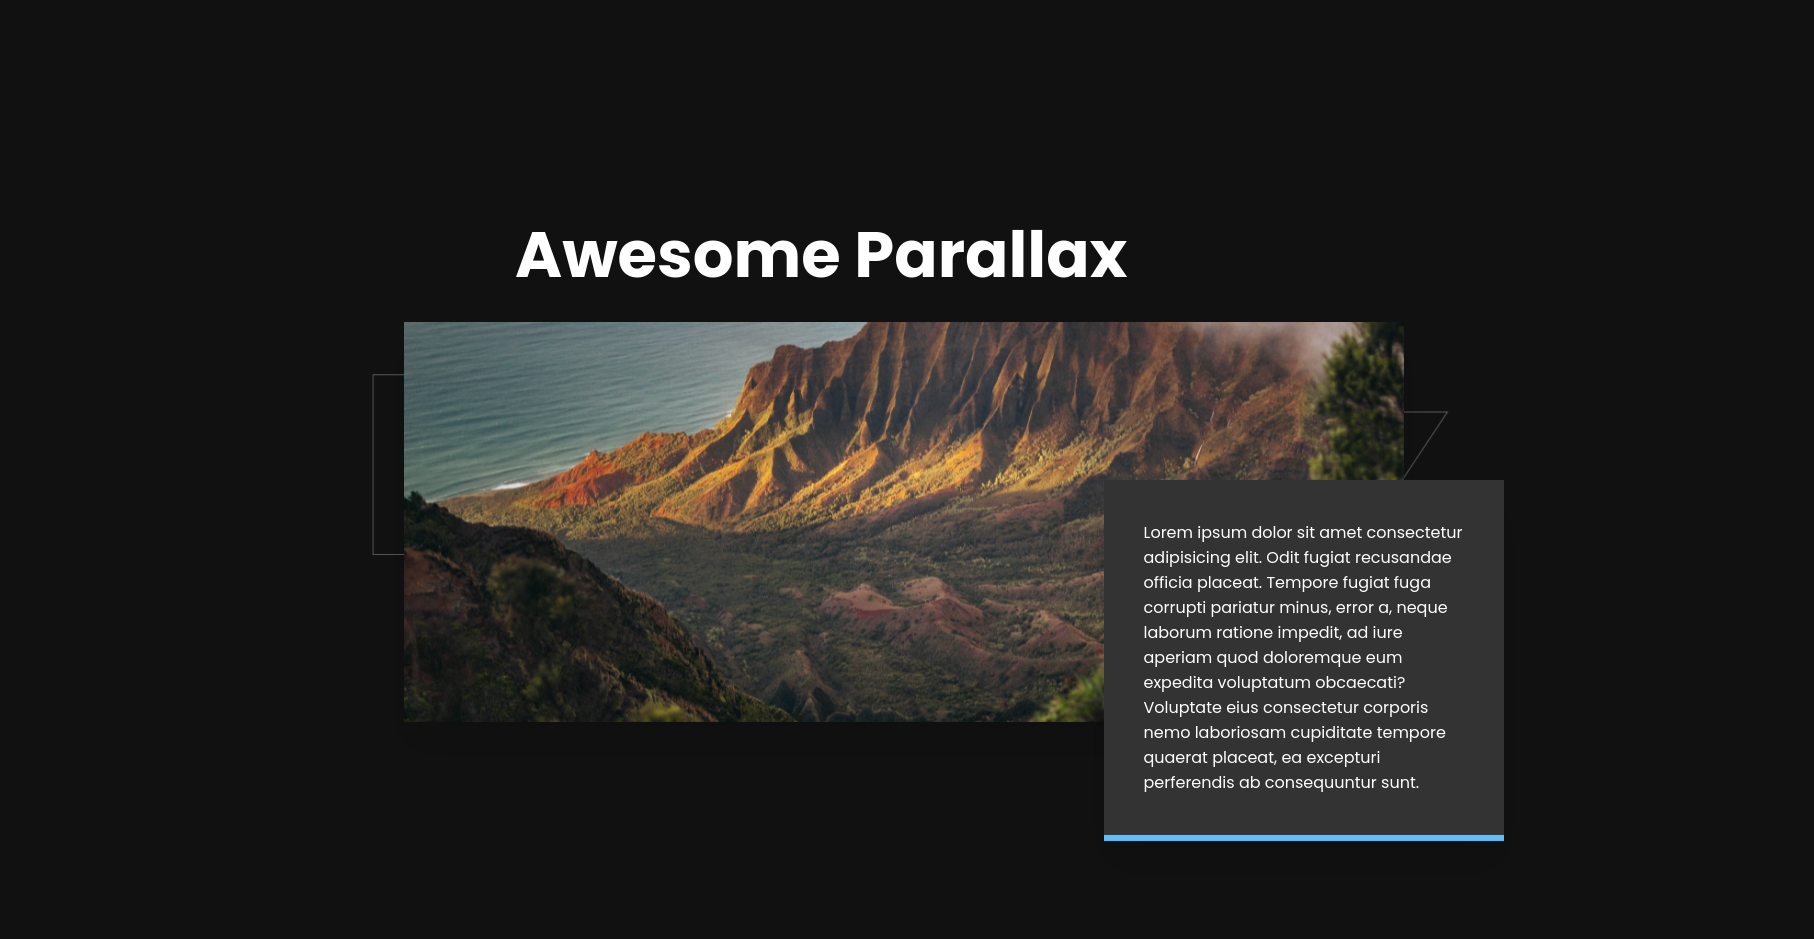 Awesome Parallax
Lorem ipsum dolor sit amet consectetur
adipisicing elit. Odit fugiat recusandae
officia placeat. Tempore fugiat fuga
corrupti pariatur minus, error a, neque
laborum ratione impedit, ad iure
aperiam quod doloremque eum
expedita voluptatum obcaecati?
Voluptate eius consectetur corporis
nemo laboriosam cupiditate tempore
quaerat placeat, ea excepturi
perferendis ab consequuntur sunt.